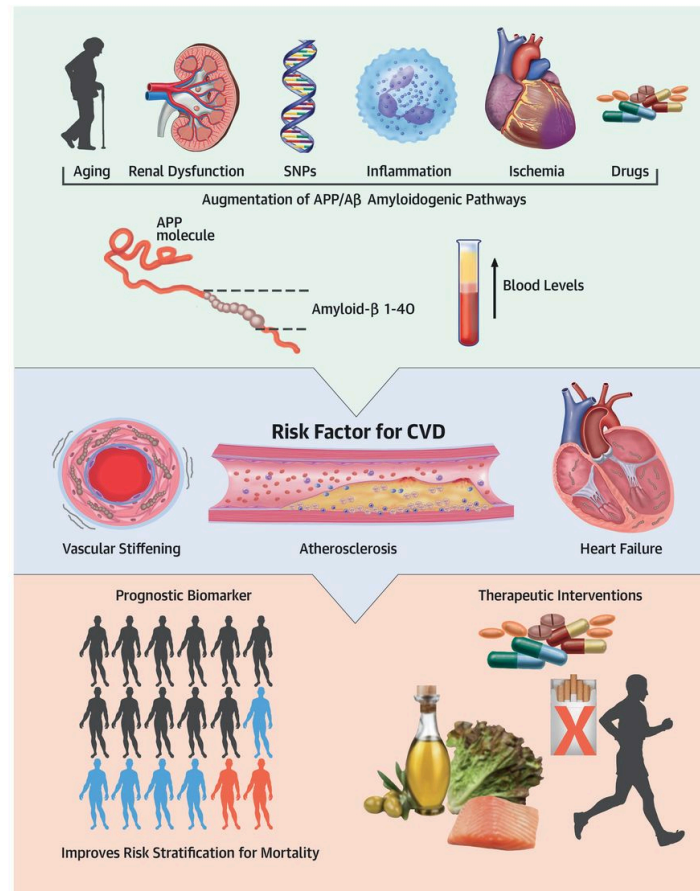 Aging
Renal Dysfunction
SNPs
Inflammation
Ischemia
Drugs
Augmentation of APP/Aβ Amyloidogenic Pathways
APP
molecule
Amyloid-β 1-40
Blood Levels
Risk Factor for CVD
Vascular Stiffening
Atherosclerosis
Heart Failure
Prognostic Biomarker
Therapeutic Interventions
X
Improves Risk Stratification for Mortality